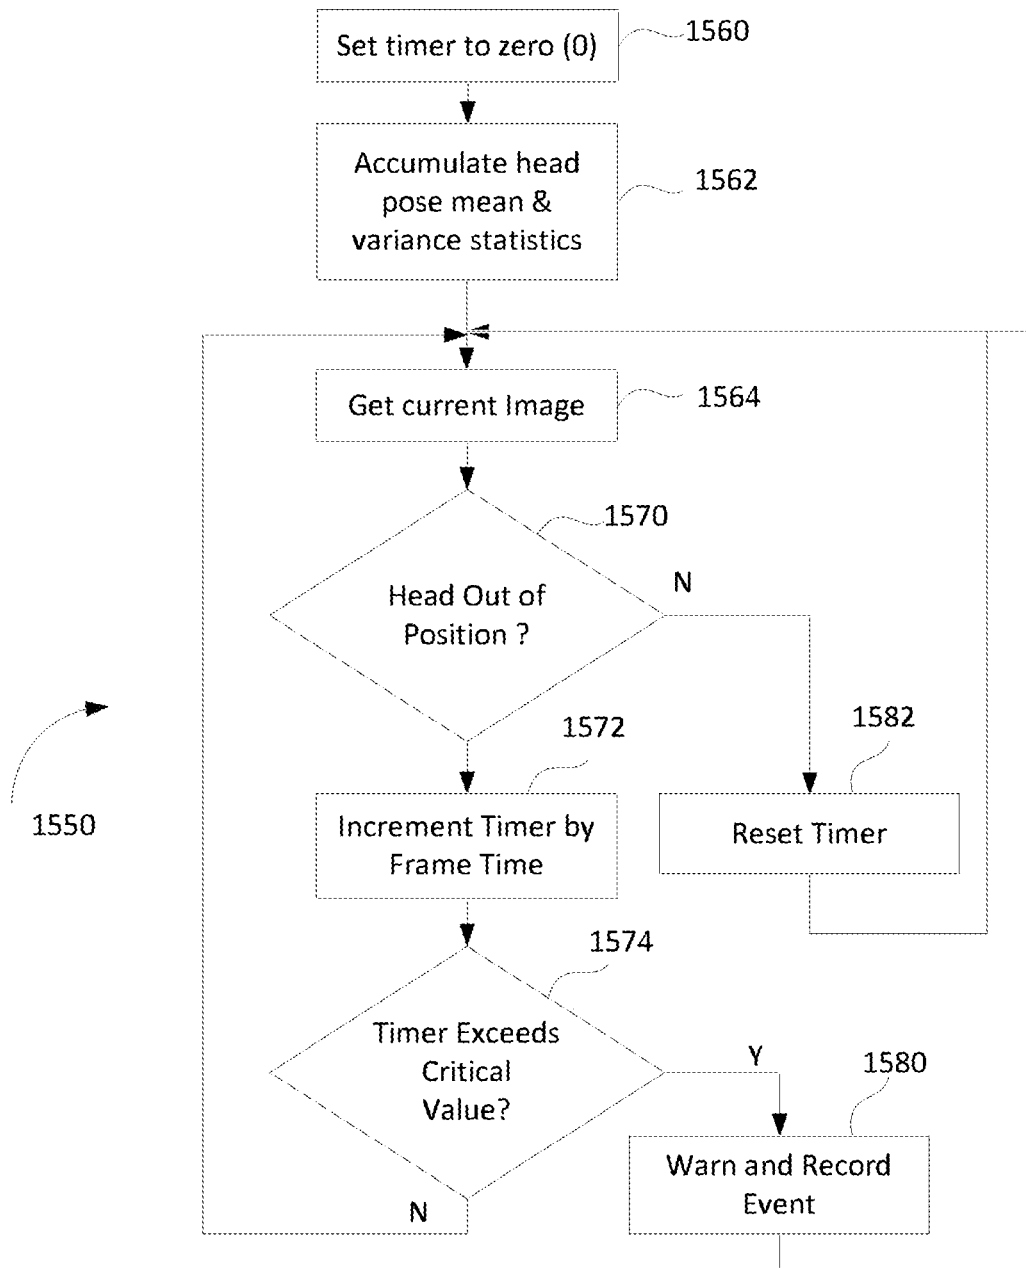 Set timer to zero (0)
1560
Accumulate head
pose mean &
variance statistics
1562
Get current Image
1564
1570
Head Out of
Position ?
N
1572
1582
Increment Timer by
Frame Time
Reset Timer
1550
1574
Timer Exceeds
Critical
Value?
Y
1580
Warn and Record
Event
N